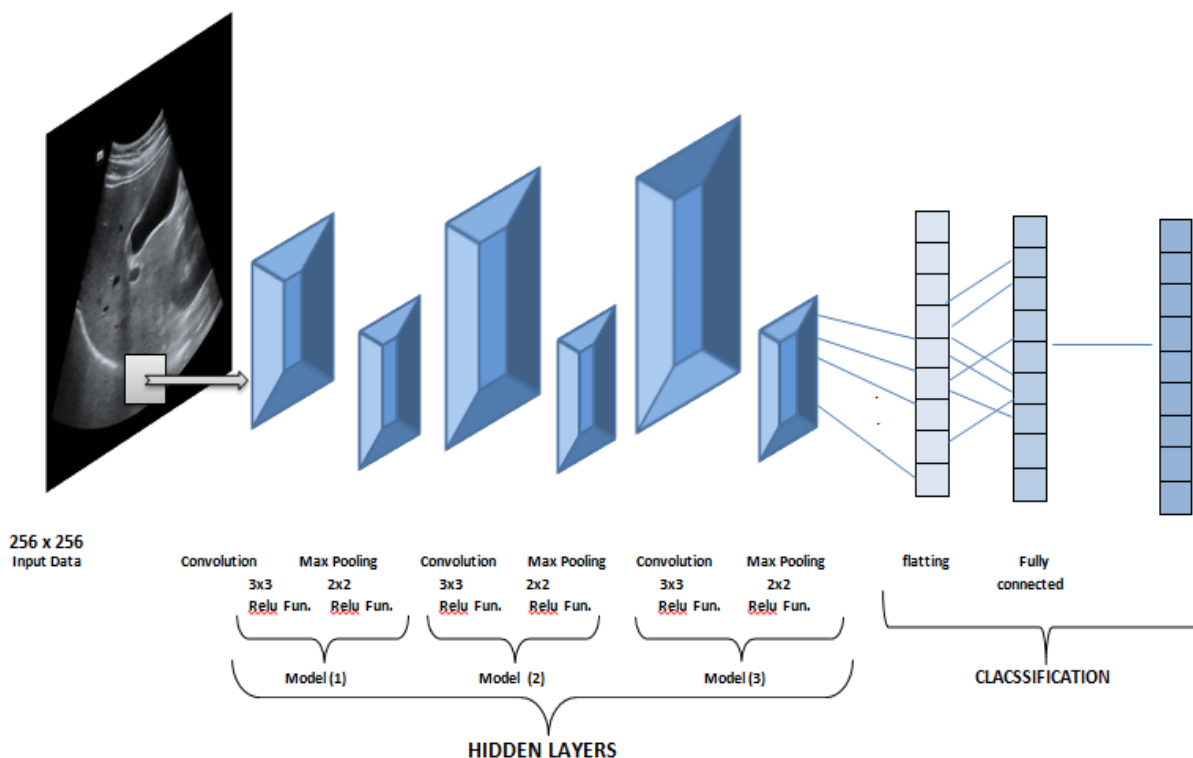 256 x 256
Input Data
Convolution Max Pooling Convolution Max Pooling Convolution Max Pooling flatting Fully
3x3 2x2 3x3 2x2 3x3 2x2 connected
Relu Fun. Relu Fun. Relu Fun. Relu Fun. Relu Fun. Relu Fun.
Model (1) Model (2) Model (3) CLACSSIFICATION
HIDDEN LAYERS